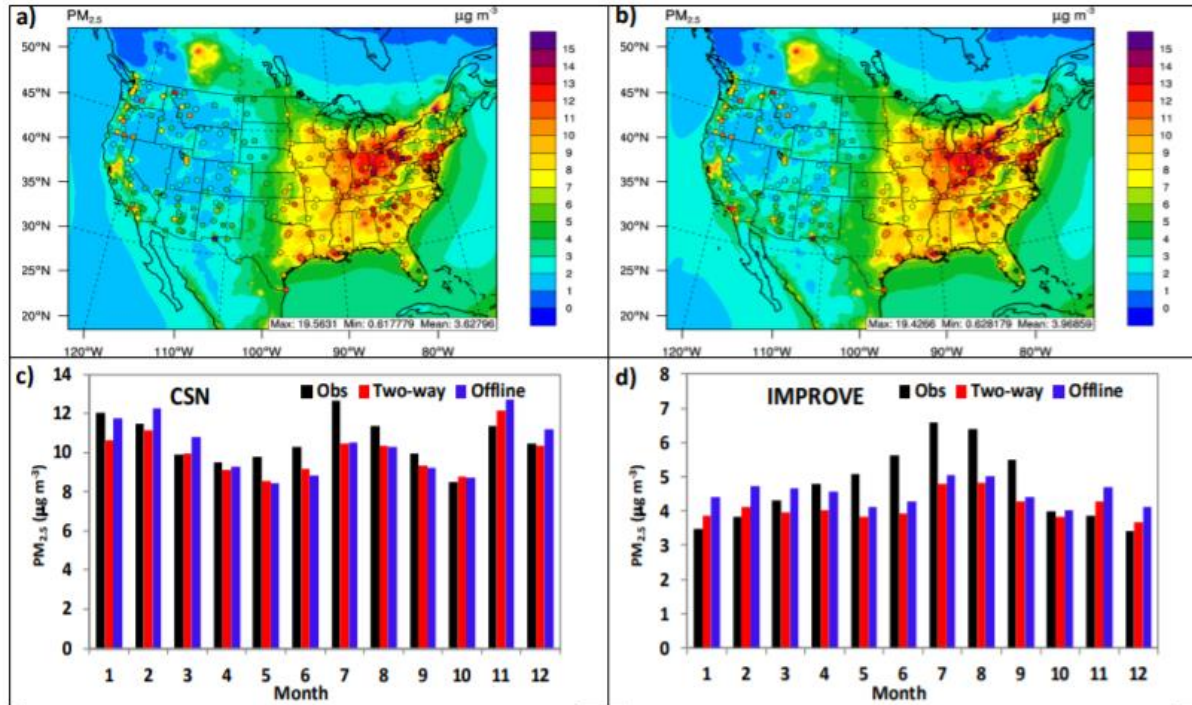 a) PM2.5 µg m-3
50°N
45°N
40°N
35°N
30°N
25°N
20°N
120°W 110°W 100°W 90°W 80°W
15
14
13
12
11
10
9
8
7
6
5
4
3
2
1
0
Max: 19.5631 Min: 0.617779 Mean: 3.62796
b) PM2.5 µg m-3
50°N
45°N
40°N
35°N
30°N
25°N
20°N
120°W 110°W 100°W 90°W 80°W
15
14
13
12
11
10
9
8
7
6
5
4
3
2
1
0
Max: 19.4266 Min: 0.628179 Mean: 3.96859
c)
CSN
Obs Two-way Offline
PM2.5 (µg m-3)
14
12
10
8
6
4
2
0
1 2 3 4 5 6 7 8 9 10 11 12
Month
d)
IMPROVE
Obs Two-way Offline
PM2.5 (µg m-3)
8
7
6
5
4
3
2
1
0
1 2 3 4 5 6 7 8 9 10 11 12
Month